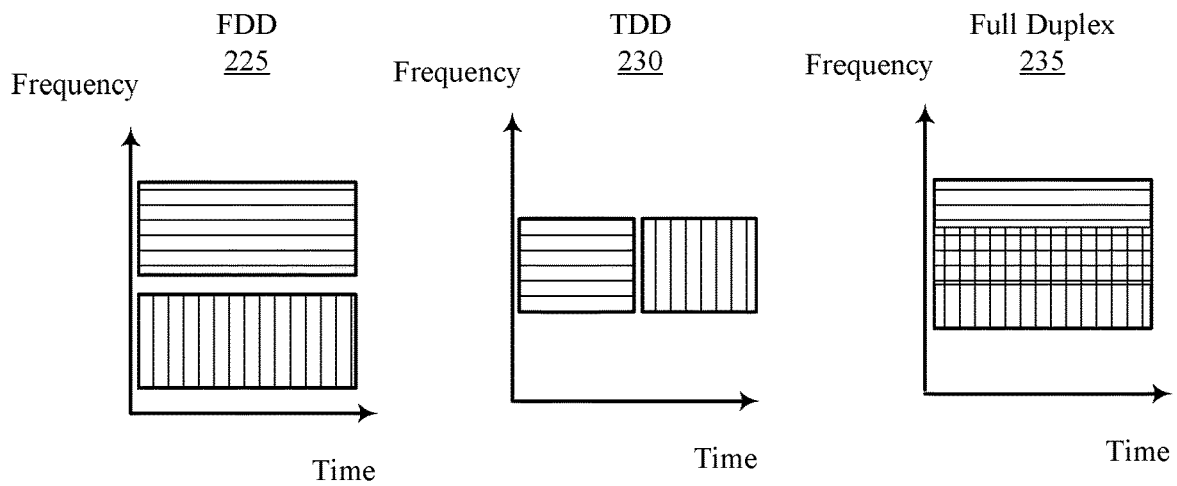 FDD
225
Frequency
Time
TDD
230
Frequency
Time
Full Duplex
235
Frequency
Time